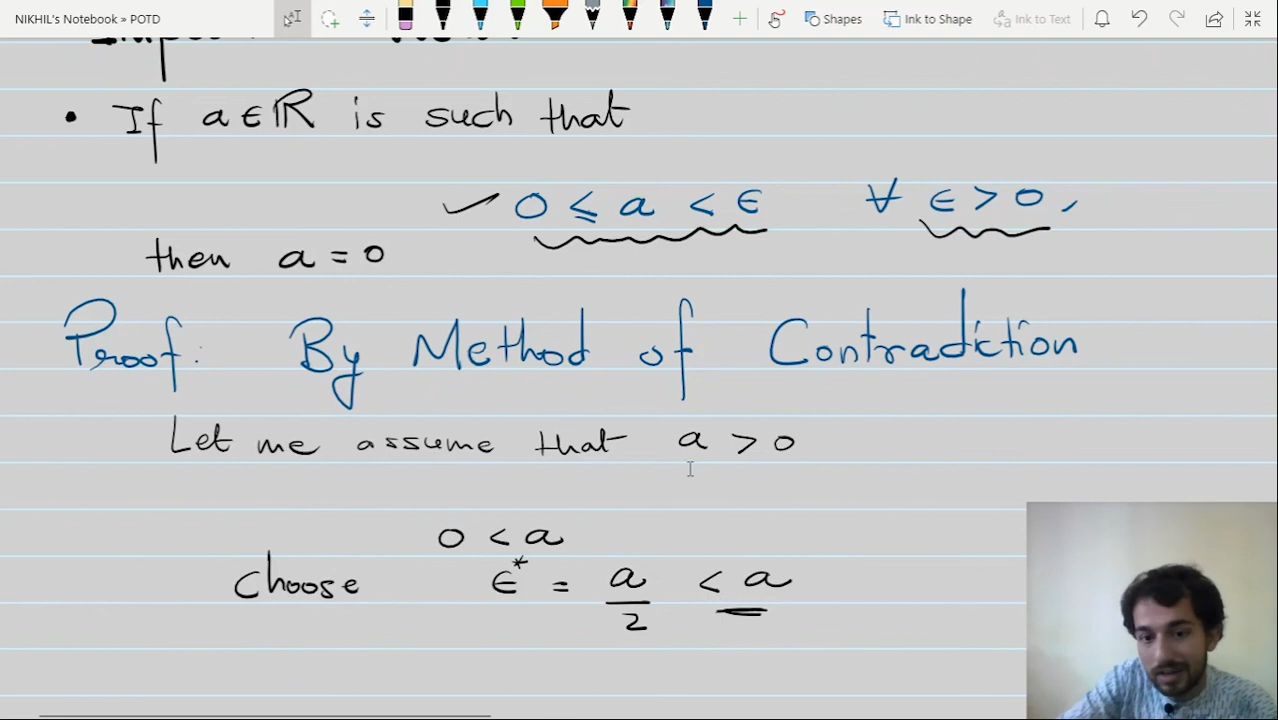 NIKHIL's Notebook » POTD
Shapes
Ink to Shape
Ink to Text
• If a ∈ ℝ is such that
✓ 0 ≤ a < ϵ ∀ ϵ > 0,
then a = 0
Proof: By Method of Contradiction
Let me assume that a > 0
0 < a
Choose ϵ* = a/2 < a